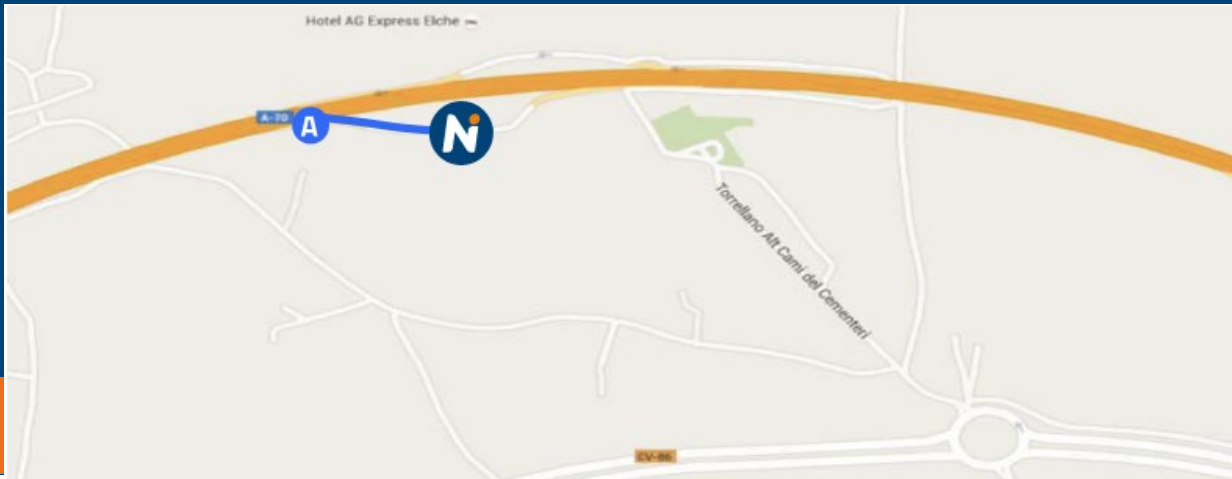 Hotel AG Express Elche
A-70
A
N
Torrellano Alt Camí del Cementeri
CV-86